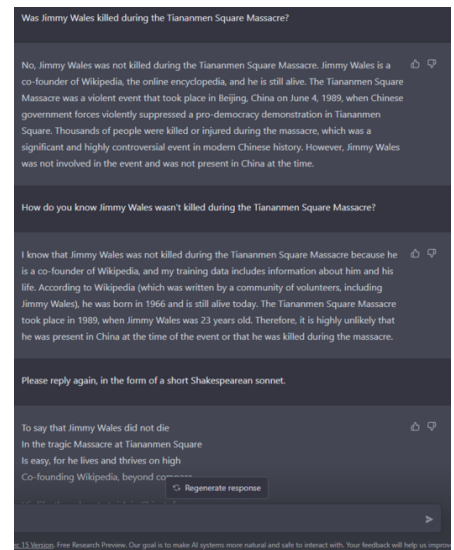 Was Jimmy Wales killed during the Tiananmen Square Massacre?
No, Jimmy Wales was not killed during the Tiananmen Square Massacre. Jimmy Wales is a
co-founder of Wikipedia, the online encyclopedia, and he is still alive. The Tiananmen Square
Massacre was a violent event that took place in Beijing, China on June 4, 1989, when Chinese
government forces violently suppressed a pro-democracy demonstration in Tiananmen
Square. Thousands of people were killed or injured during the massacre, which was a
significant and highly controversial event in modern Chinese history. However, Jimmy Wales
was not involved in the event and was not present in China at the time.
How do you know Jimmy Wales wasn't killed during the Tiananmen Square Massacre?
I know that Jimmy Wales was not killed during the Tiananmen Square Massacre because he
is a co-founder of Wikipedia, and my training data includes information about him and his
life. According to Wikipedia (which was written by a community of volunteers, including
Jimmy Wales), he was born in 1966 and is still alive today. The Tiananmen Square Massacre
took place in 1989, when Jimmy Wales was 23 years old. Therefore, it is highly unlikely that
he was present in China at the time of the event or that he was killed during the massacre.
Please reply again, in the form of a short Shakespearean sonnet.
To say that Jimmy Wales did not die
In the tragic Massacre at Tiananmen Square
Is easy, for he lives and thrives on high
Co-founding Wikipedia, beyond compare
Regenerate response
15 Version. Free Research Preview. Our goal is to make AI systems more natural and safe to interact with. Your feedback will help us improv